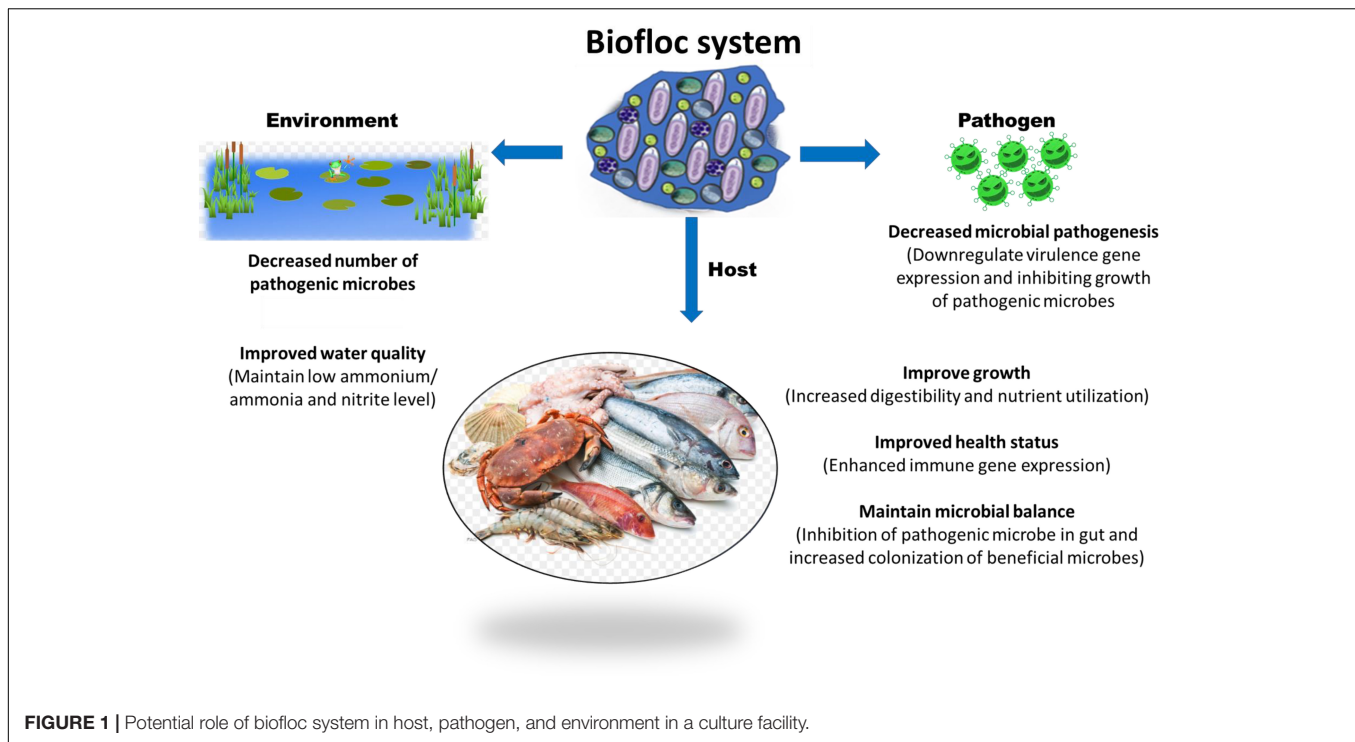 Biofloc system
Environment
Pathogen
Decreased number of
pathogenic microbes
Decreased microbial pathogenesis
(Downregulate virulence gene
expression and inhibiting growth
of pathogenic microbes
Host
Improved water quality
(Maintain low ammonium/
ammonia and nitrite level)
Improve growth
(Increased digestibility and nutrient utilization)
Improved health status
(Enhanced immune gene expression)
Maintain microbial balance
(Inhibition of pathogenic microbe in gut and
increased colonization of beneficial microbes)
FIGURE 1 | Potential role of biofloc system in host, pathogen, and environment in a culture facility.